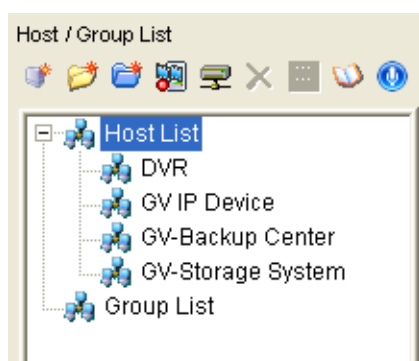 Host / Group List
Host List
DVR
GV IP Device
GV-Backup Center
GV-Storage System
Group List